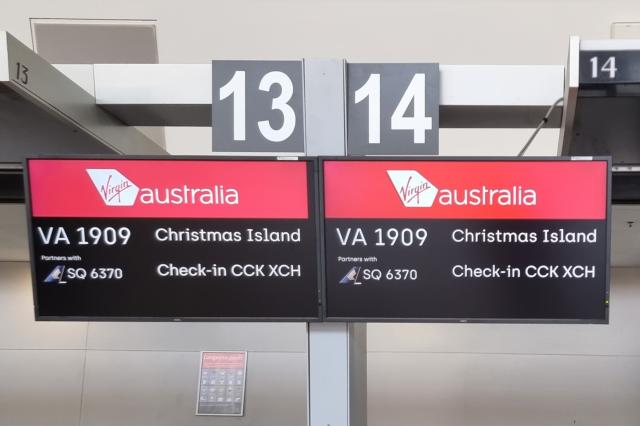 13
13
14
14
Virgin australia
VA 1909 Christmas Island
Partners with
SQ 6370 Check-in CCK XCH
Virgin australia
VA 1909 Christmas Island
Partners with
SQ 6370 Check-in CCK XCH